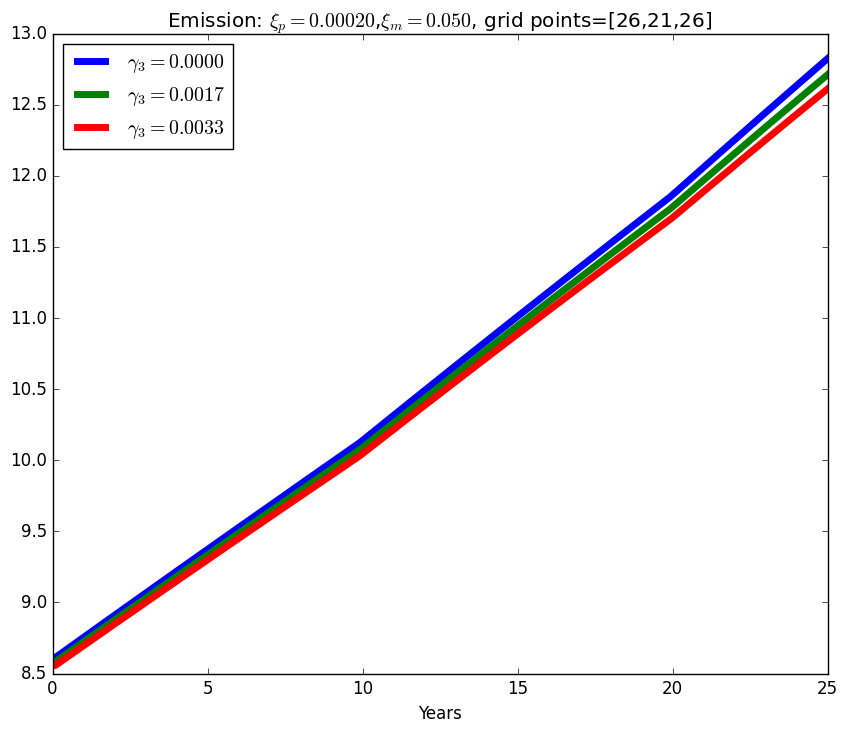 Emission: ξp = 0.00020,ξm = 0.050, grid points=[26,21,26]
γ3 = 0.0000
γ3 = 0.0017
γ3 = 0.0033
13.0
12.5
12.0
11.5
11.0
10.5
10.0
9.5
9.0
8.5
0 5 10 15 20 25
Years